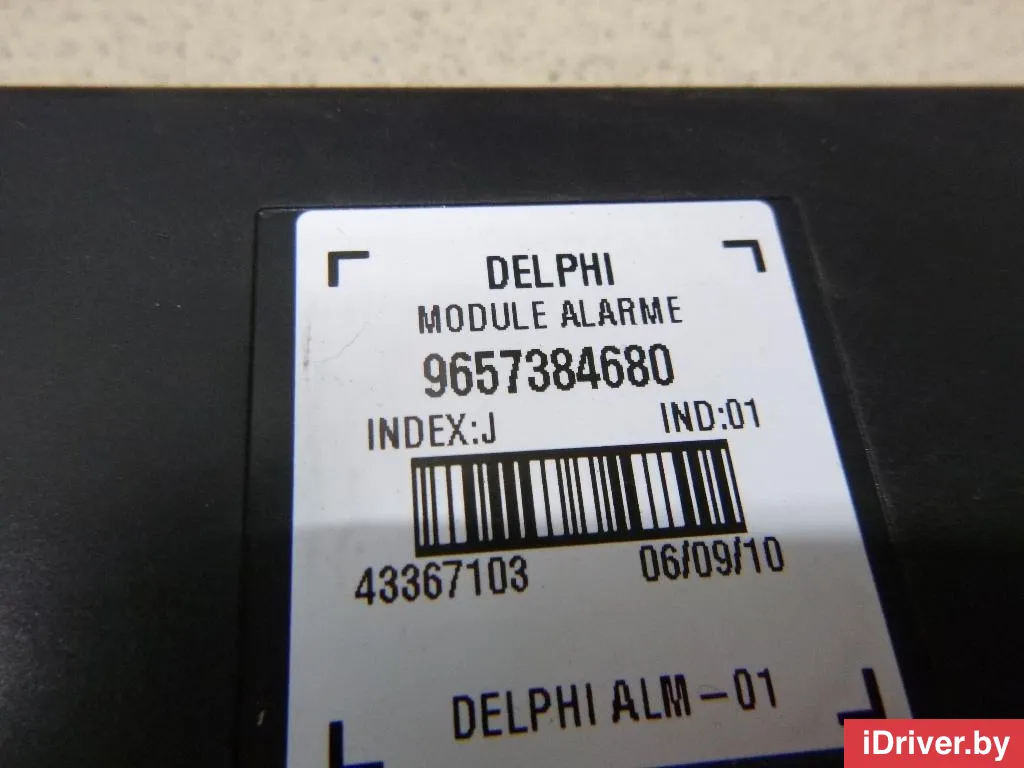 DELPHI
MODULE ALARME
9657384680
INDEX:J IND:01
43367103 06/09/10
DELPHI ALM-01
iDriver.by